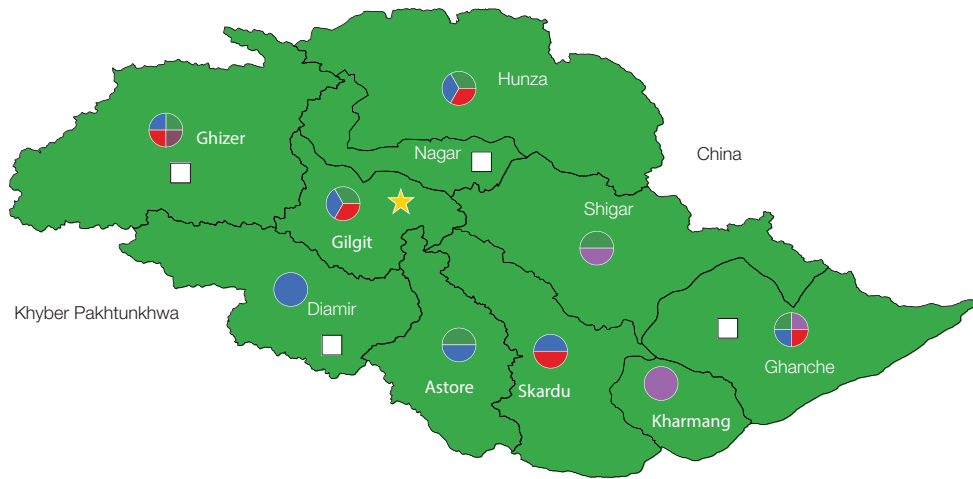 Hunza
Ghizer
Nagar
China
Shigar
Gilgit
Khyber Pakhtunkhwa
Diamir
Ghanche
Astore
Skardu
Kharmang